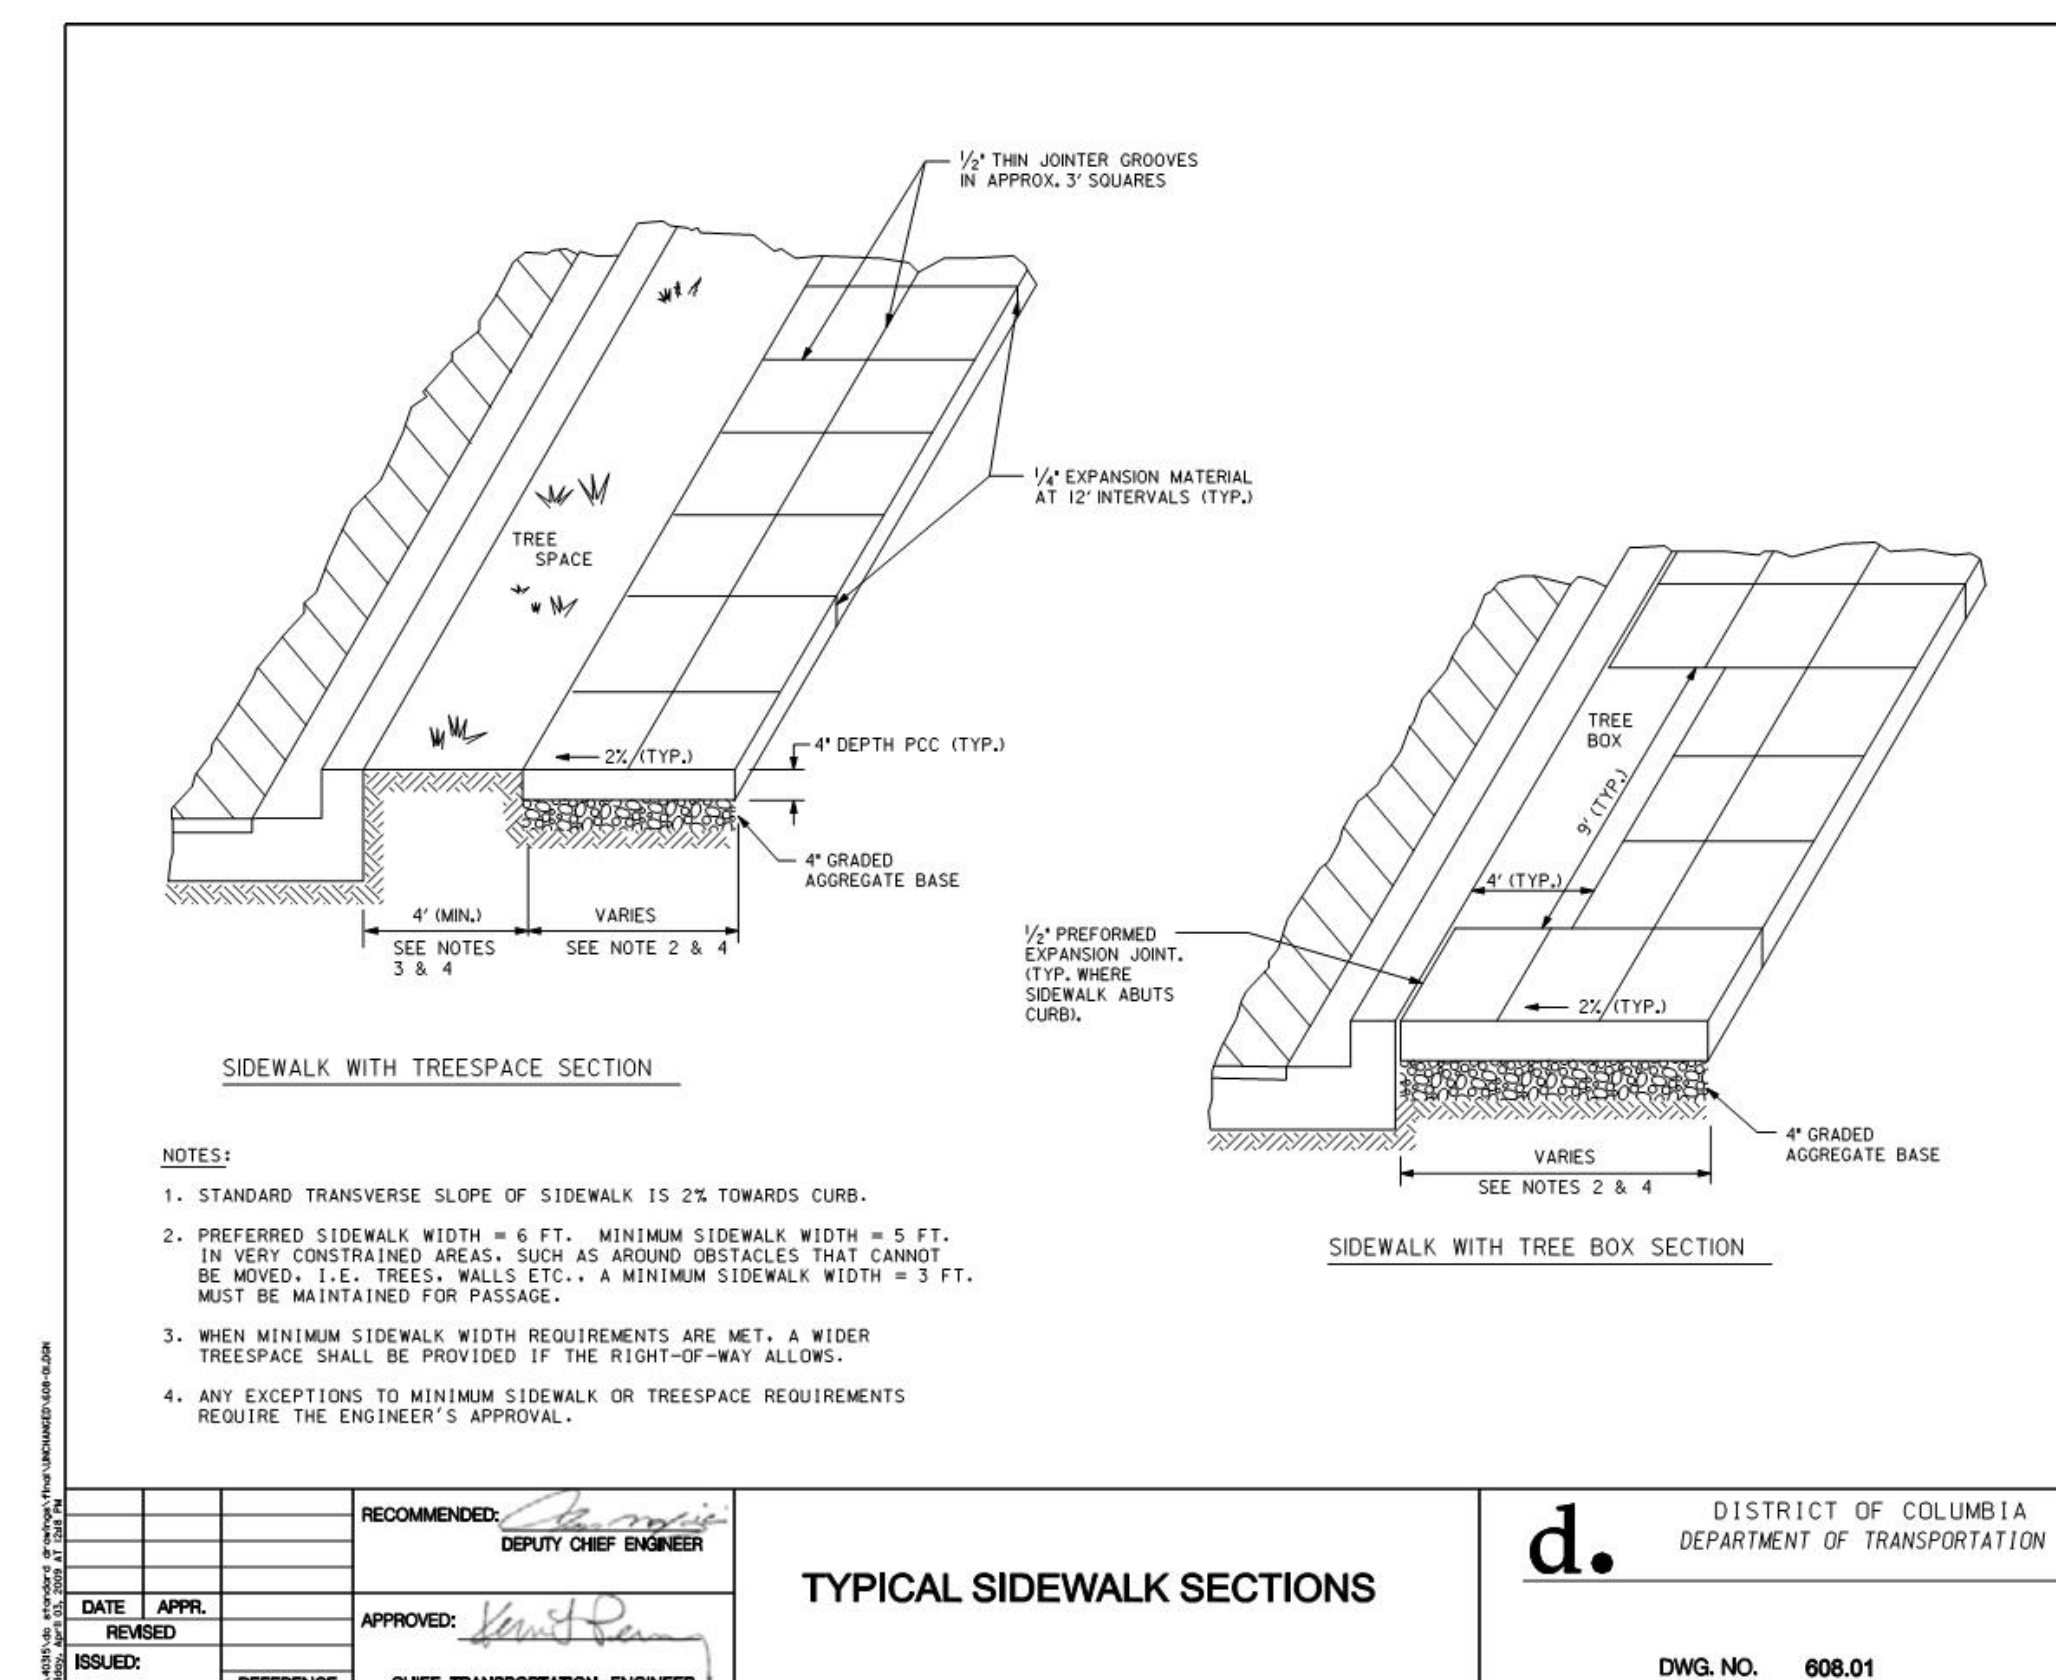 1/2" THIN JOINTER GROOVES
IN APPROX. 3' SQUARES
1/4" EXPANSION MATERIAL
AT 12' INTERVALS (TYP.)
TREE
SPACE
2% (TYP.)
4" DEPTH PCC (TYP.)
4" GRADED
AGGREGATE BASE
4' (MIN.)
SEE NOTES
3 & 4
VARIES
SEE NOTE 2 & 4
SIDEWALK WITH TREESPACE SECTION
TREE
BOX
9' (TYP.)
4' (TYP.)
1/2" PREFORMED
EXPANSION JOINT.
(TYP. WHERE
SIDEWALK ABUTS
CURB).
2% (TYP.)
4" GRADED
AGGREGATE BASE
VARIES
SEE NOTES 2 & 4
SIDEWALK WITH TREE BOX SECTION
NOTES:
1. STANDARD TRANSVERSE SLOPE OF SIDEWALK IS 2% TOWARDS CURB.
2. PREFERRED SIDEWALK WIDTH = 6 FT. MINIMUM SIDEWALK WIDTH = 5 FT.
IN VERY CONSTRAINED AREAS, SUCH AS AROUND OBSTACLES THAT CANNOT
BE MOVED, I.E. TREES, WALLS ETC., A MINIMUM SIDEWALK WIDTH = 3 FT.
MUST BE MAINTAINED FOR PASSAGE.
3. WHEN MINIMUM SIDEWALK WIDTH REQUIREMENTS ARE MET, A WIDER
TREESPACE SHALL BE PROVIDED IF THE RIGHT-OF-WAY ALLOWS.
4. ANY EXCEPTIONS TO MINIMUM SIDEWALK OR TREESPACE REQUIREMENTS
REQUIRE THE ENGINEER'S APPROVAL.
DATE APPR.
REVISED
ISSUED:
REFERENCE
RECOMMENDED:
DEPUTY CHIEF ENGINEER
APPROVED:
CHIEF TRANSPORTATION ENGINEER
TYPICAL SIDEWALK SECTIONS
d.
DISTRICT OF COLUMBIA
DEPARTMENT OF TRANSPORTATION
DWG. NO. 608.01